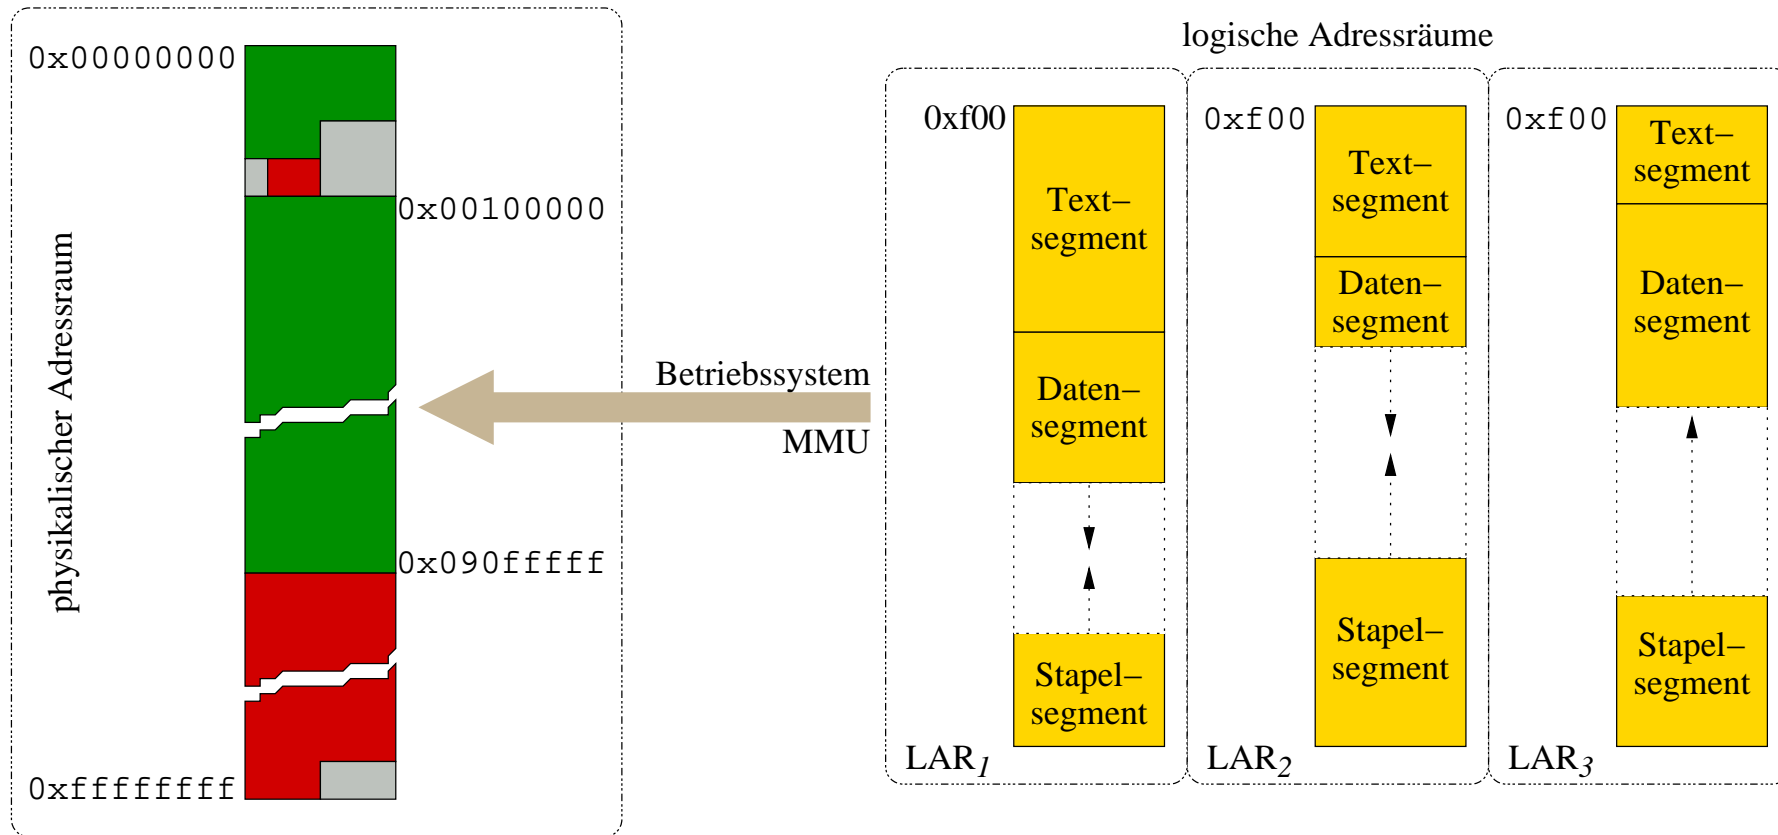 0x00000000
0x00100000
physikalischer Adressraum
0x090fffff
0xffffffff
Betriebssystem
MMU
logische Adressräume
0xf00
Text–
segment
Daten–
segment
Stapel–
segment
LAR1
0xf00
Text–
segment
Daten–
segment
Stapel–
segment
LAR2
0xf00
Text–
segment
Daten–
segment
Stapel–
segment
LAR3